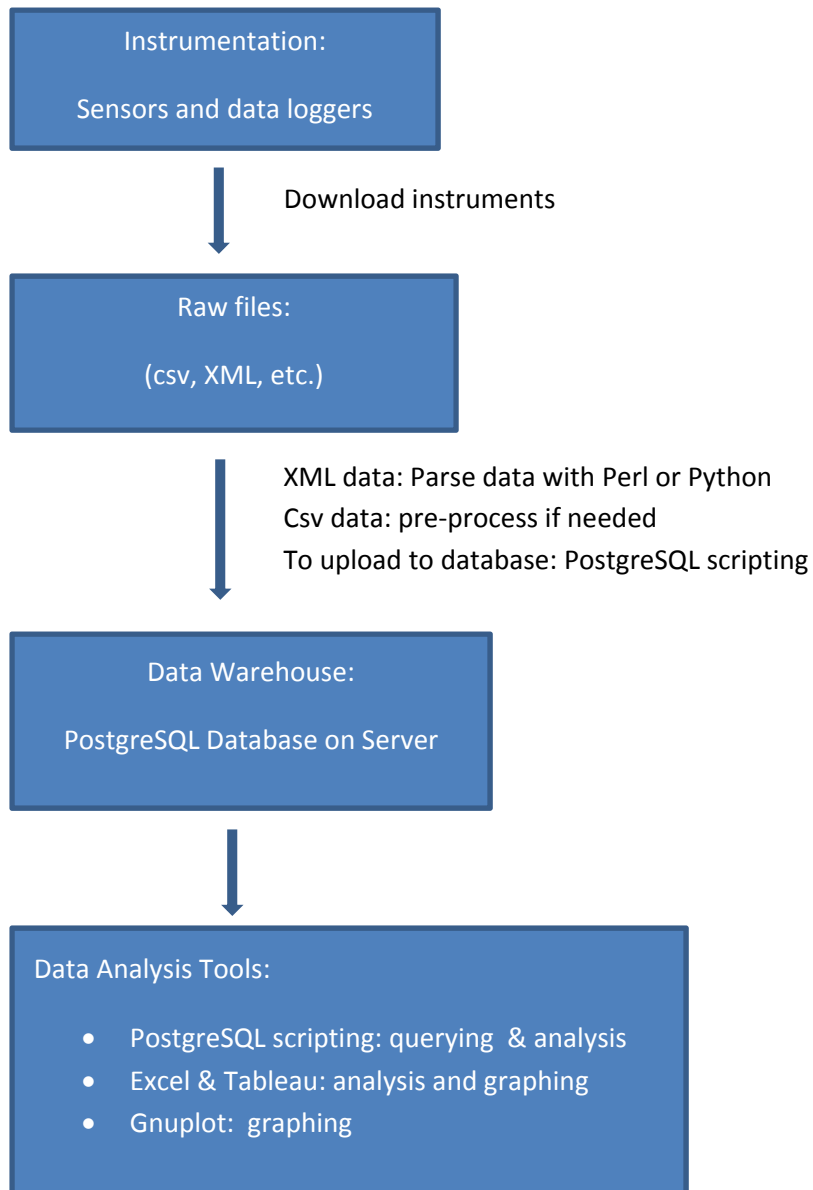 Instrumentation:
Sensors and data loggers
Download instruments
Raw files:
(csv, XML, etc.)
XML data: Parse data with Perl or Python
Csv data: pre-process if needed
To upload to database: PostgreSQL scripting
Data Warehouse:
PostgreSQL Database on Server
Data Analysis Tools:
• PostgreSQL scripting: querying & analysis
• Excel & Tableau: analysis and graphing
• Gnuplot: graphing